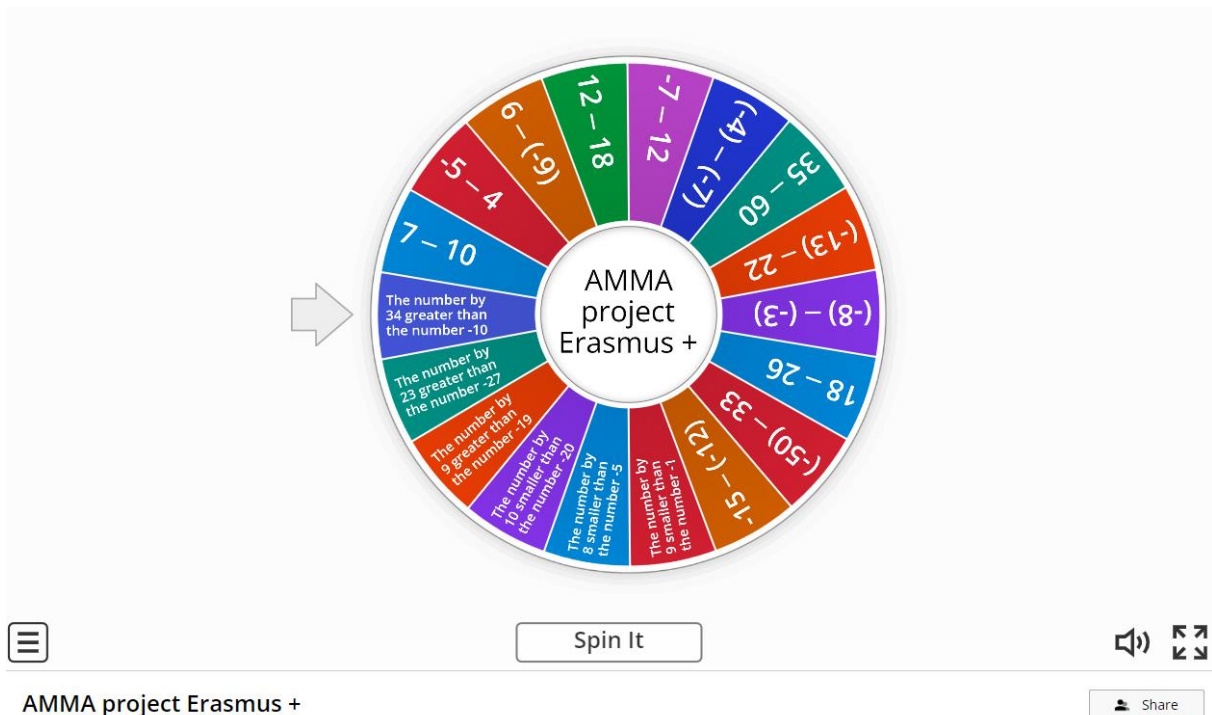 The number by
34 greater than
the number -10
7 – 10
-5 – 4
6 – (-9)
12 – 18
-7 – 12
(-4) – (-7)
35 – 60
(-13) – 22
(-8) – (-3)
18 – 26
(-50) – 33
-15 – (-12)
The number by
9 smaller than
the number -1
The number by
8 smaller than
the number -5
The number by
10 smaller than
the number -20
The number by
9 greater than
the number -19
The number by
23 greater than
the number -27
AMMA
project
Erasmus +
Spin It
AMMA project Erasmus +
Share